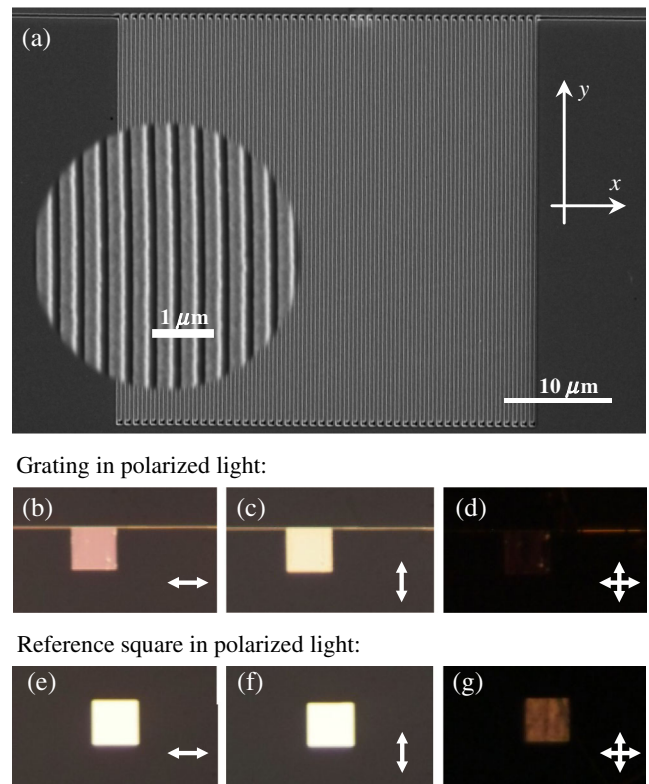 (a)
y
x
1 μm
10 μm
Grating in polarized light:
(b)
(c)
(d)
Reference square in polarized light:
(e)
(f)
(g)